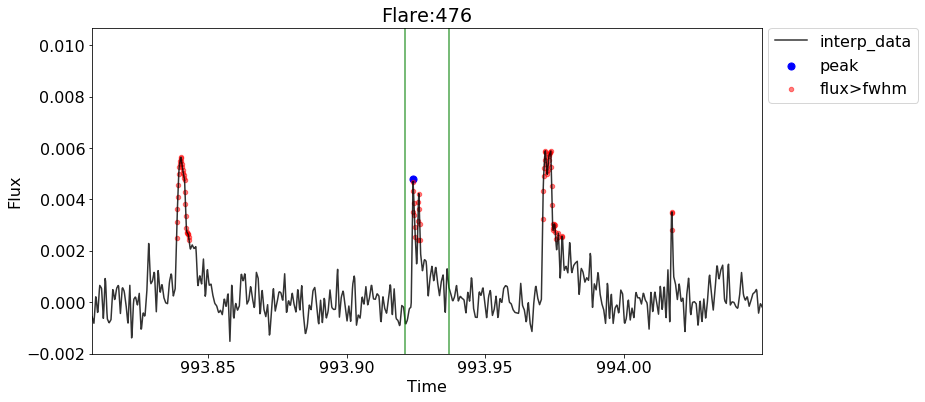 Flare:476
interp_data
peak
flux>fwhm
Flux
0.010
0.008
0.006
0.004
0.002
0.000
−0.002
993.85
993.90
993.95
994.00
Time